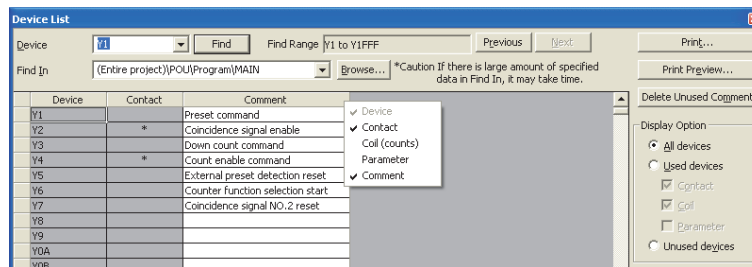 Device List
Device Y1 Find Find Range Y1 to Y1FFF Previous Next Print...
Find In (Entire project)\POU\Program\MAIN Browse... *Caution If there is large amount of specified
data in Find In, it may take time.
Print Preview...
Delete Unused Comment
Device Contact Comment
Y1 Preset command
Y2 * Coincidence signal enable
Y3 Down count command
Y4 * Count enable command
Y5 External preset detection reset
Y6 Counter function selection start
Y7 Coincidence signal NO.2 reset
Y8
Y9
Y0A
Y0B
Device
Contact
Coil (counts)
Parameter
Comment
Display Option
All devices
Used devices
Contact
Coil
Parameter
Unused devices